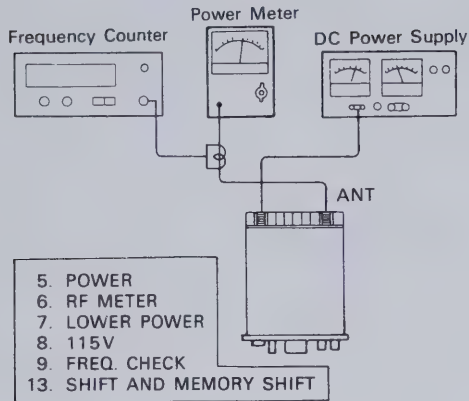 Power Meter
Frequency Counter
DC Power Supply
ANT
5. POWER
6. RF METER
7. LOWER POWER
8. 115V
9. FREQ. CHECK
13. SHIFT AND MEMORY SHIFT